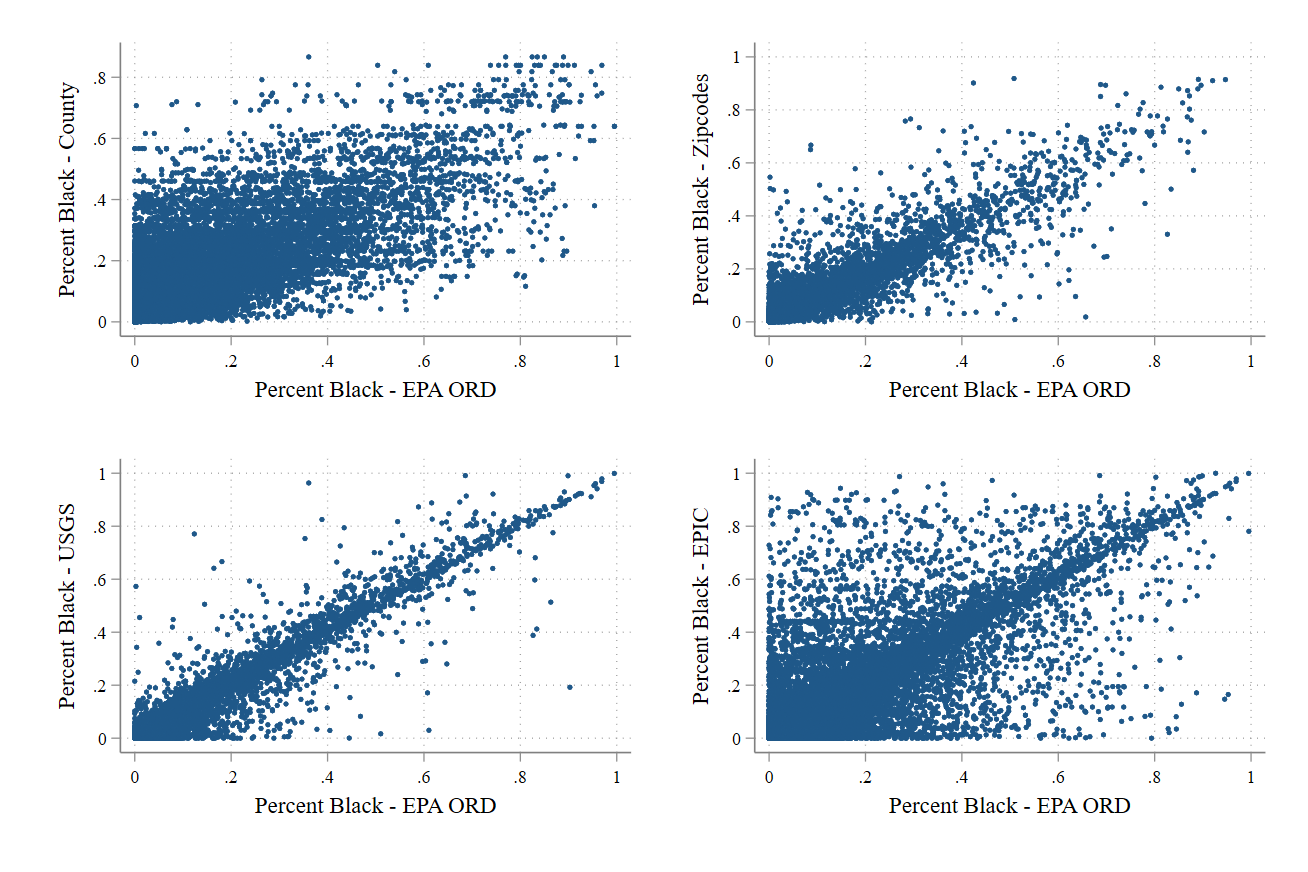 Percent Black - County
.8
.6
.4
.2
0
0 .2 .4 .6 .8 1
Percent Black - EPA ORD
Percent Black - Zipcodes
1
.8
.6
.4
.2
0
0 .2 .4 .6 .8 1
Percent Black - EPA ORD
Percent Black - USGS
1
.8
.6
.4
.2
0
0 .2 .4 .6 .8 1
Percent Black - EPA ORD
Percent Black - EPIC
1
.8
.6
.4
.2
0
0 .2 .4 .6 .8 1
Percent Black - EPA ORD